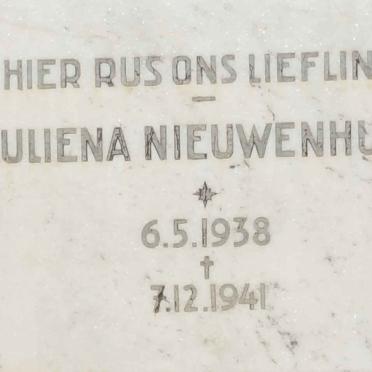 HIER RUS ONS LIEFLIN
ULIENA NIEUWENHU
6.5.1938
7.12.1941